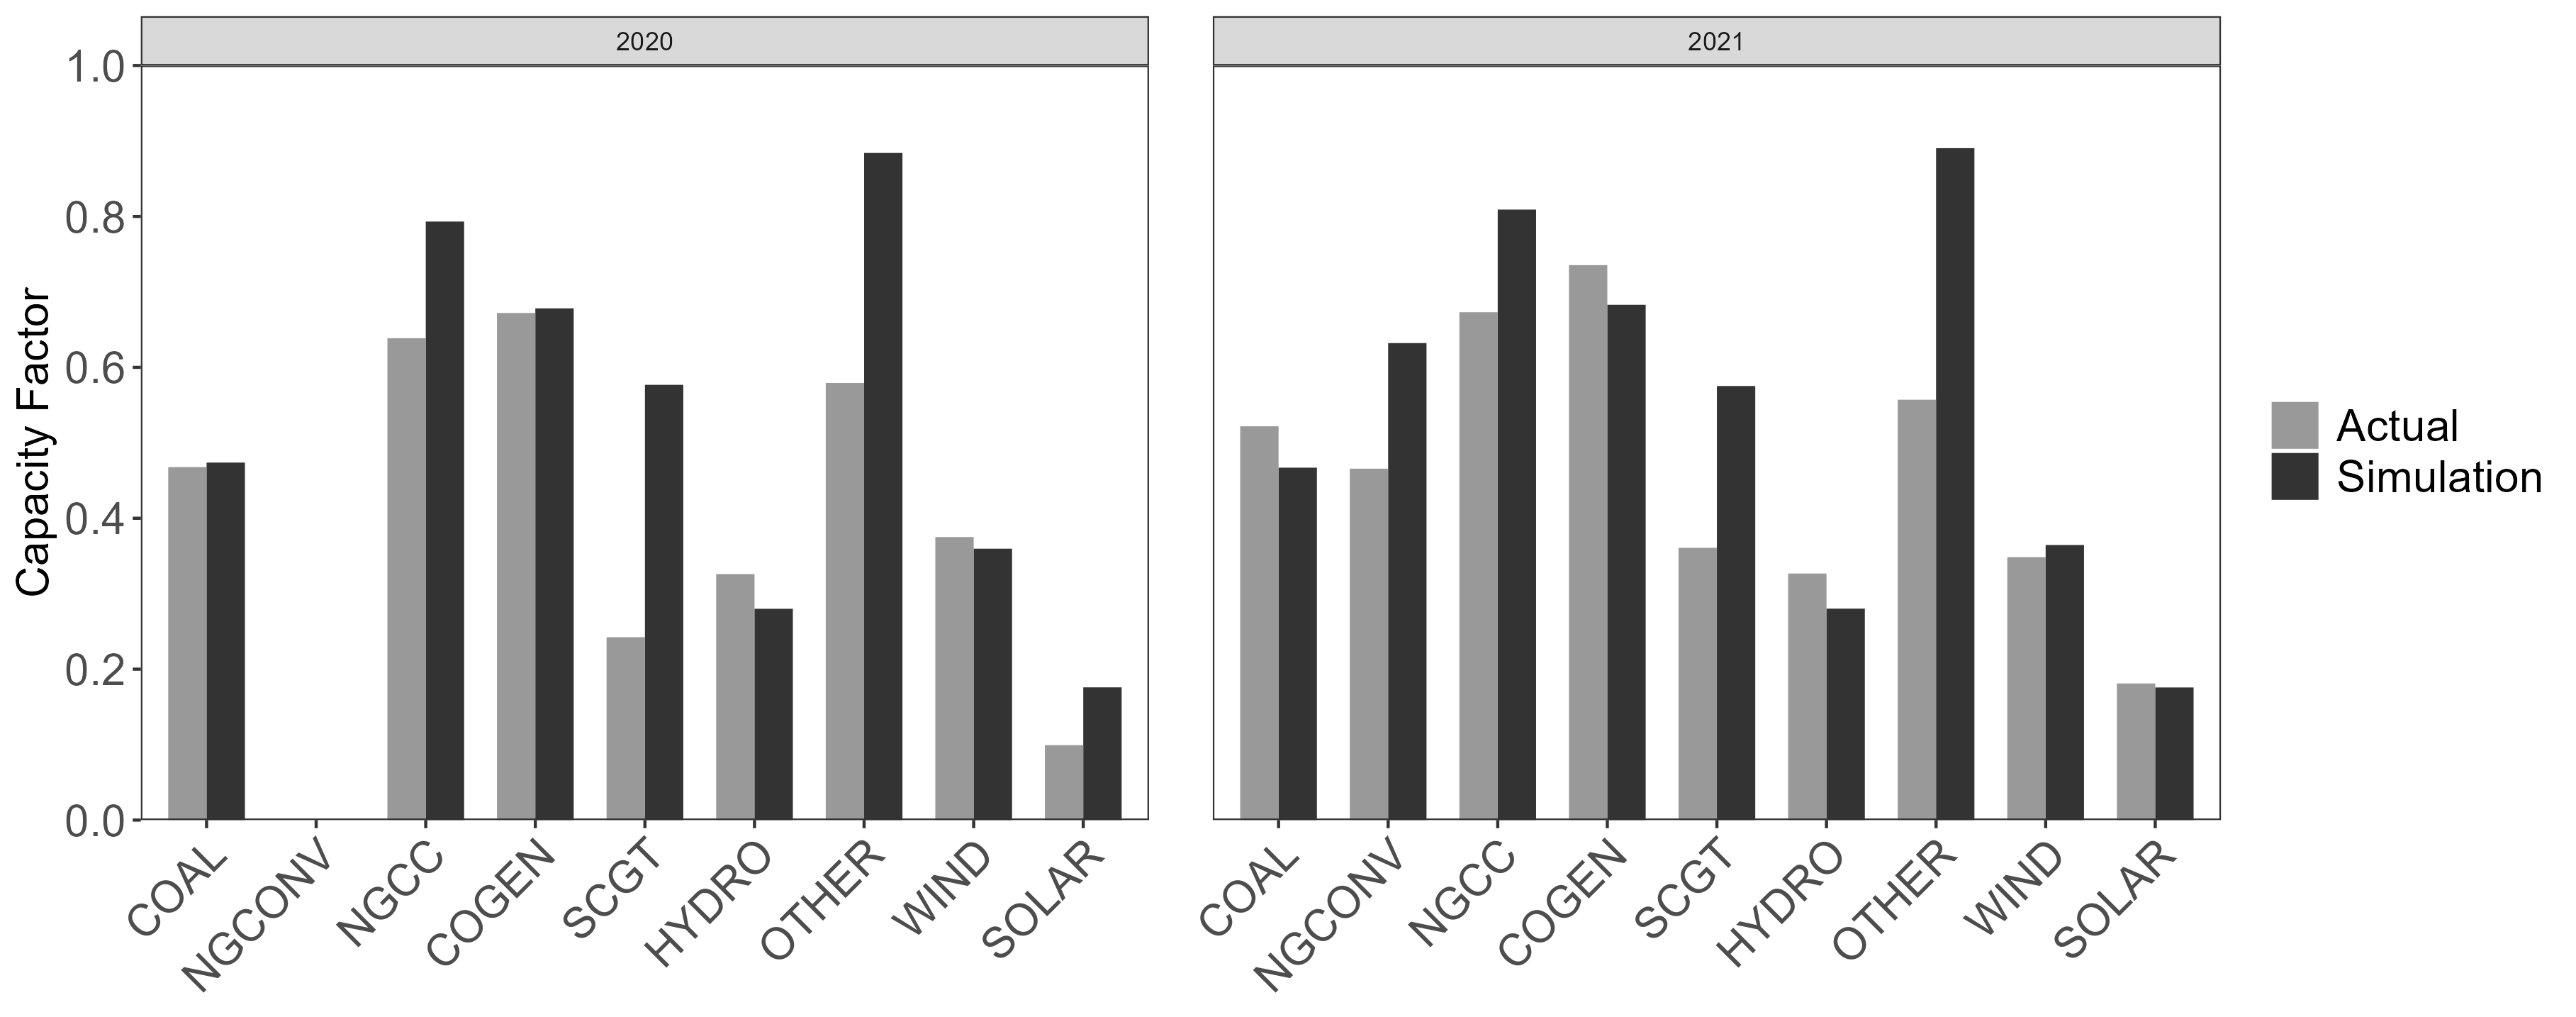 2020
2021
Capacity Factor
1.0
0.8
0.6
0.4
0.2
0.0
COAL
NGCONV
NGCC
COGEN
SCGT
HYDRO
OTHER
WIND
SOLAR
COAL
NGCONV
NGCC
COGEN
SCGT
HYDRO
OTHER
WIND
SOLAR
Actual
Simulation